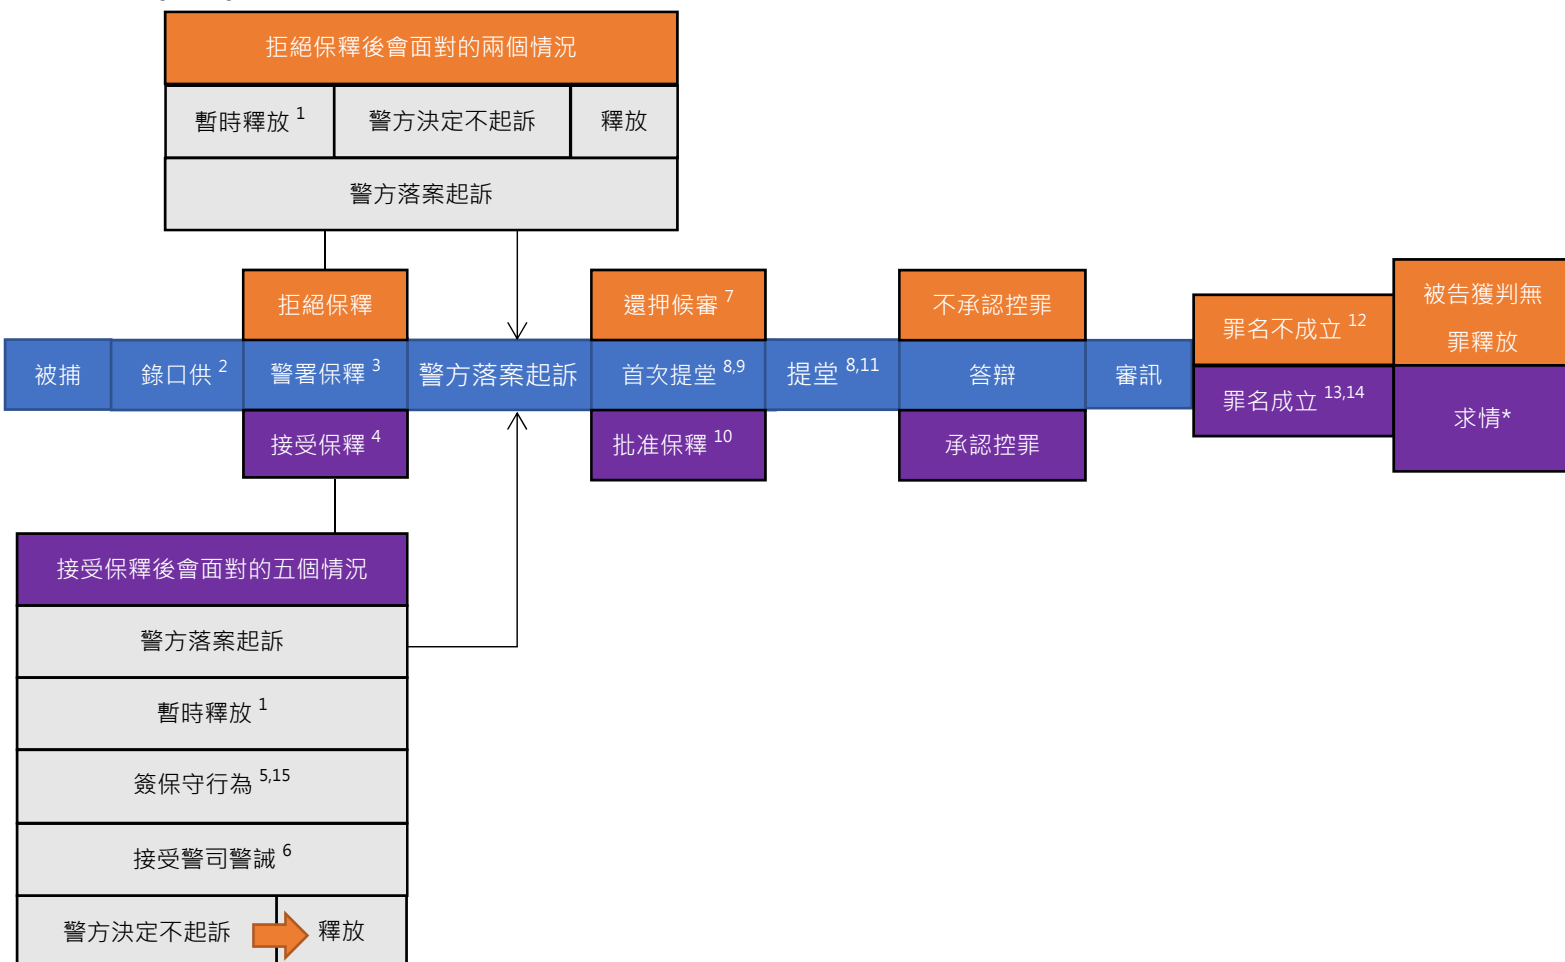 拒絕保釋後會面對的兩個情況
暫時釋放 1
警方決定不起訴
釋放
警方落案起訴
拒絕保釋
還押候審 7
不承認控罪
罪名不成立 12
被告獲判無
罪釋放
被捕
錄口供 2
警署保釋 3
警方落案起訴
首次提堂 8,9
提堂 8,11
答辯
審訊
罪名成立 13,14
求情*
接受保釋 4
批准保釋 10
承認控罪
接受保釋後會面對的五個情況
警方落案起訴
暫時釋放 1
簽保守行為 5,15
接受警司警誡 6
警方決定不起訴
釋放